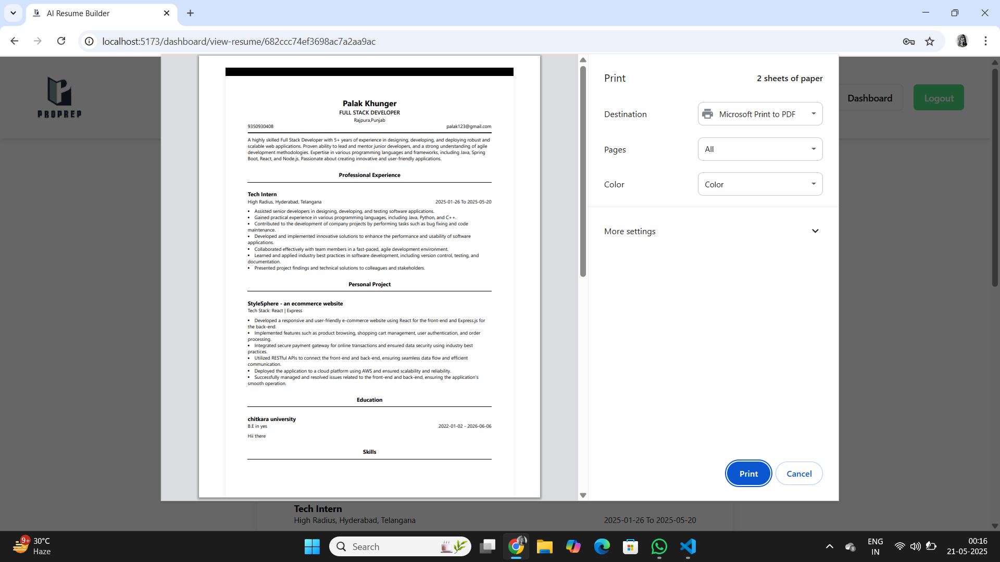 AI Resume Builder
localhost:5173/dashboard/view-resume/682ccc74ef3698ac7a2aa9ac
PROPREP
Dashboard
Logout
Palak Khunger
FULL STACK DEVELOPER
Rajpura,Punjab
9350930408 palak123@gmail.com
A highly skilled Full Stack Developer with 5+ years of experience in designing, developing, and deploying robust and
scalable web applications. Proven ability to lead and mentor junior developers, and a strong understanding of agile
development methodologies. Expertise in various programming languages and frameworks, including Java, Spring
Boot, React, and Node.js. Passionate about creating innovative and user-friendly applications.
Professional Experience
Tech Intern
High Radius, Hyderabad, Telangana 2025-01-26 To 2025-05-20
• Assisted senior developers in designing, developing, and testing software applications.
• Gained practical experience in various programming languages, including Java, Python, and C++.
• Contributed to the development of company projects by performing tasks such as bug fixing and code
maintenance.
• Developed and implemented innovative solutions to enhance the performance and usability of software
applications.
• Collaborated effectively with team members in a fast-paced, agile development environment.
• Learned and applied industry best practices in software development, including version control, testing, and
documentation.
• Presented project findings and technical solutions to colleagues and stakeholders.
Personal Project
StyleSphere - an ecommerce website
Tech Stack: React | Express
• Developed a responsive and user-friendly e-commerce website using React for the front-end and Express.js for
the back-end.
• Implemented features such as product browsing, shopping cart management, user authentication, and order
processing.
• Integrated secure payment gateway for online transactions and ensured data security using industry best
practices.
• Utilized RESTful APIs to connect the front-end and back-end, ensuring seamless data flow and efficient
communication.
• Deployed the application to a cloud platform using AWS and ensured scalability and reliability.
• Successfully managed and resolved issues related to the front-end and back-end, ensuring the application's
smooth operation.
Education
chitkara university
B.E in yes 2022-01-02 - 2026-06-06
Hii there
Skills
Print 2 sheets of paper
Destination Microsoft Print to PDF
Pages All
Color Color
More settings
Print Cancel
Tech Intern
High Radius, Hyderabad, Telangana 2025-01-26 To 2025-05-20
9+
30°C
Haze
Search
ENG
IN
00:16
21-05-2025